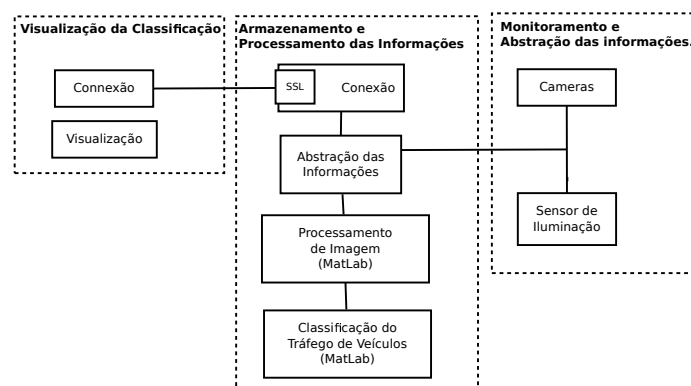 Visualização da Classificação
Connexão
Visualização
Armazenamento e
Processamento das Informações
SSL
Conexão
Abstração das
Informações
Processamento
de Imagem
(MatLab)
Classificação do
Tráfego de Veículos
(MatLab)
Monitoramento e
Abstração das informações.
Cameras
Sensor de
Iluminação